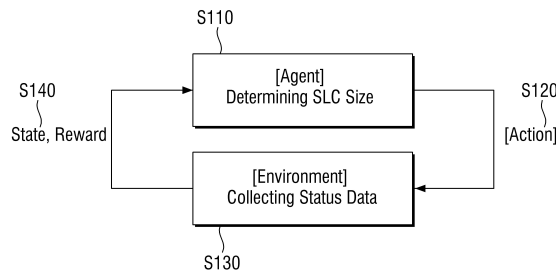 S110
[Agent]
Determining SLC Size
S140
State, Reward
S120
[Action]
[Environment]
Collecting Status Data
S130